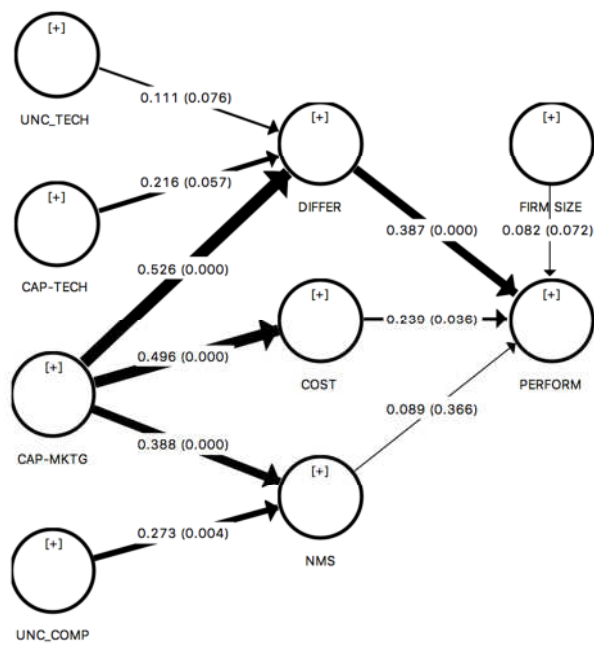 [+]
UNC_TECH
0.111 (0.076)
[+]
DIFFER
[+]
FIRM SIZE
0.216 (0.057)
[+]
CAP-TECH
0.387 (0.000)
0.082 (0.072)
0.526 (0.000)
[+]
COST
0.239 (0.036)
[+]
PERFORM
0.496 (0.000)
[+]
CAP-MKTG
0.388 (0.000)
0.089 (0.366)
[+]
NMS
0.273 (0.004)
[+]
UNC_COMP